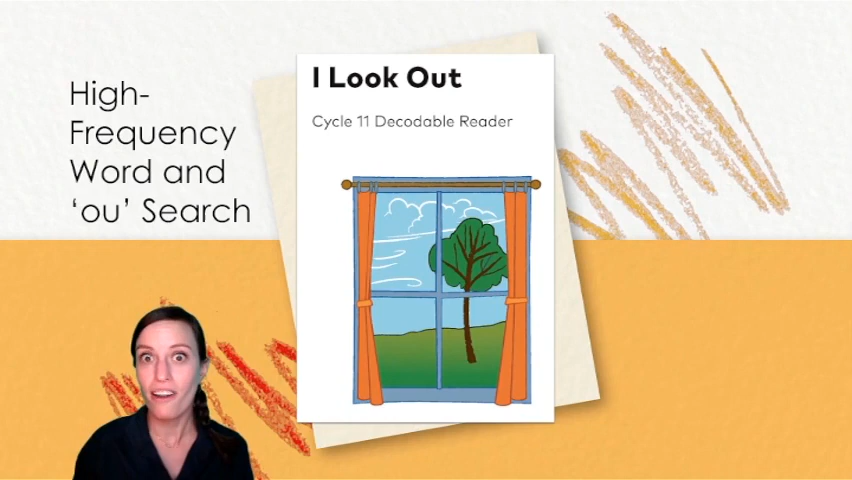 High-
Frequency
Word and
‘ou’ Search
I Look Out
Cycle 11 Decodable Reader